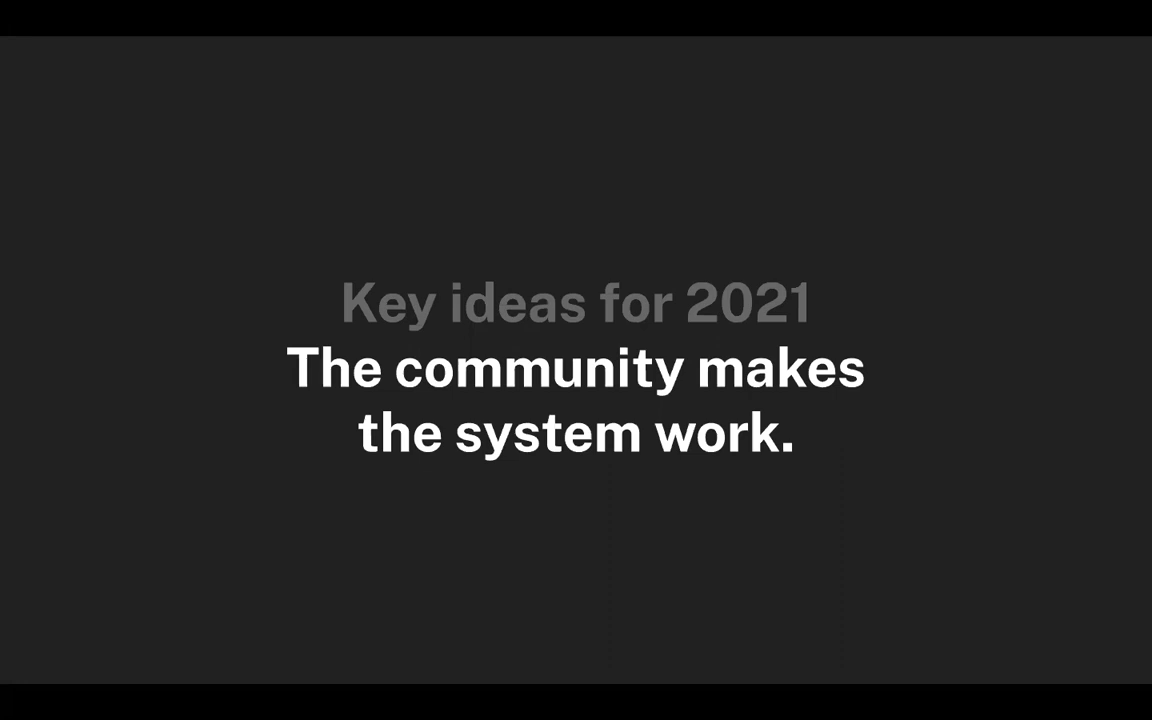 Key ideas for 2021
The community makes
the system work.